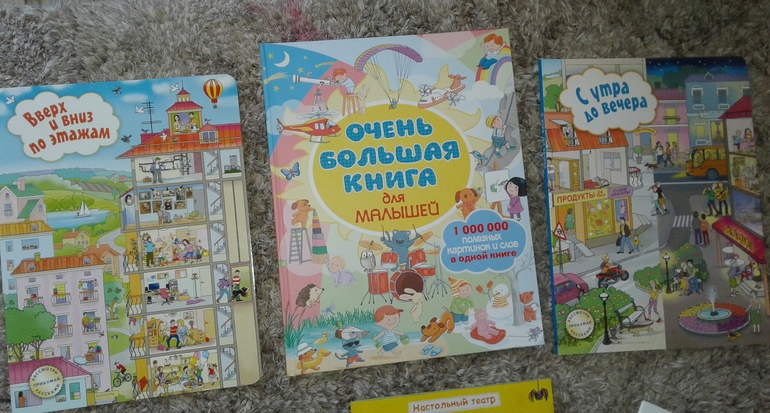 Вверх
и вниз
по этажам
ОЧЕНЬ
БОЛЬШАЯ
КНИГА
для
МАЛЫШЕЙ
1 000 000
полезных
картинок и слов
в одной книге
С утра
до вечера
ПРОДУКТЫ
Настольный театр